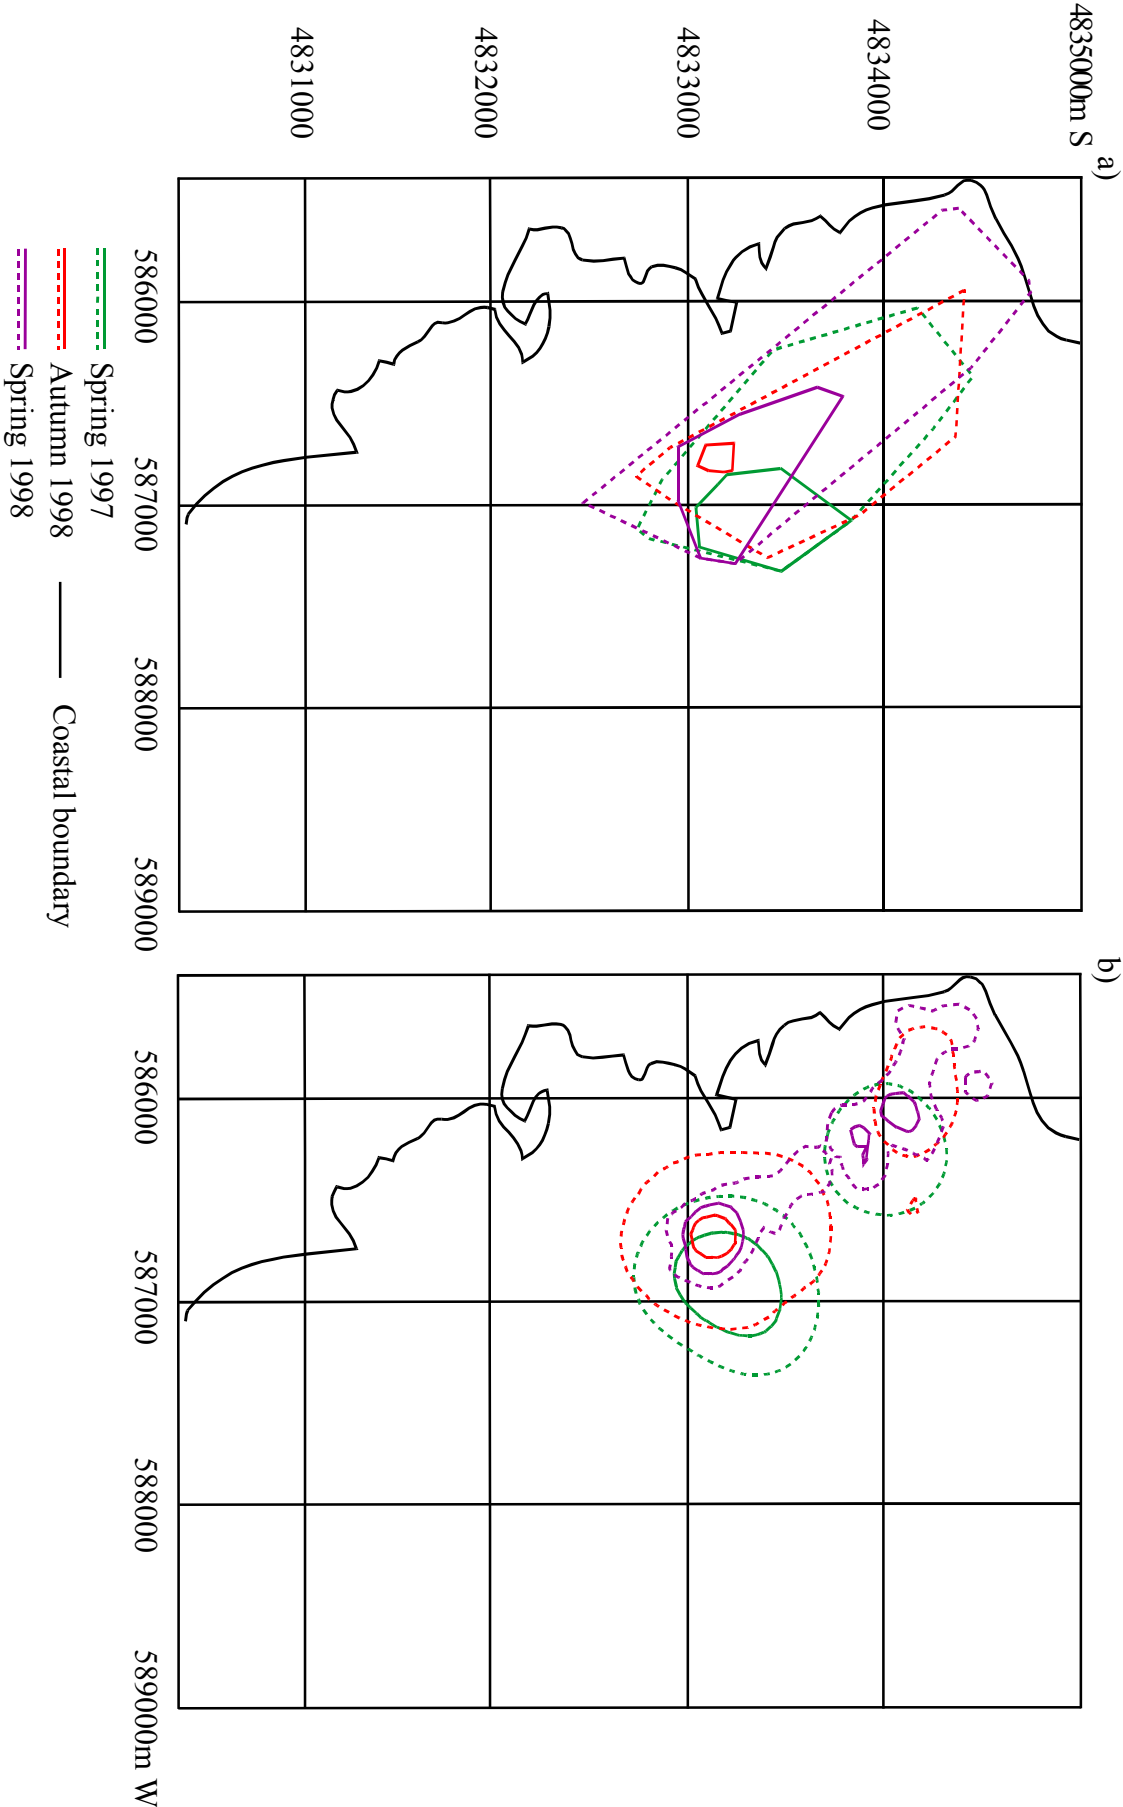 a)
4835000m S
4834000
4833000
4832000
4831000
586000
587000
588000
589000
b)
586000
587000
588000
589000m W
Spring 1997
Autumn 1998
Spring 1998
Coastal boundary